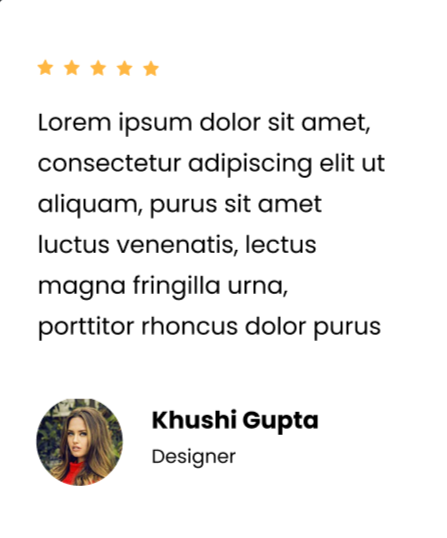 Lorem ipsum dolor sit amet,
consectetur adipiscing elit ut
aliquam, purus sit amet
luctus venenatis, lectus
magna fringilla urna,
porttitor rhoncus dolor purus
Khushi Gupta
Designer